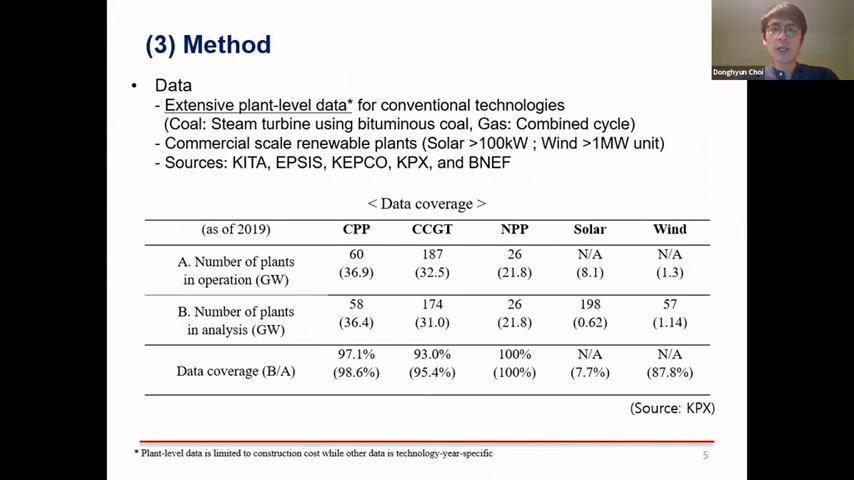 (3) Method
Donghyun Choi
• Data
- Extensive plant-level data* for conventional technologies
(Coal: Steam turbine using bituminous coal, Gas: Combined cycle)
- Commercial scale renewable plants (Solar >100kW ; Wind >1MW unit)
- Sources: KITA, EPSIS, KEPCO, KPX, and BNEF
< Data coverage >
(as of 2019) CPP CCGT NPP Solar Wind
A. Number of plants in operation (GW) 60 187 26 N/A N/A
(36.9) (32.5) (21.8) (8.1) (1.3)
B. Number of plants in analysis (GW) 58 174 26 198 57
(36.4) (31.0) (21.8) (0.62) (1.14)
Data coverage (B/A) 97.1% 93.0% 100% N/A N/A
(98.6%) (95.4%) (100%) (7.7%) (87.8%)
(Source: KPX)
* Plant-level data is limited to construction cost while other data is technology-year-specific
5